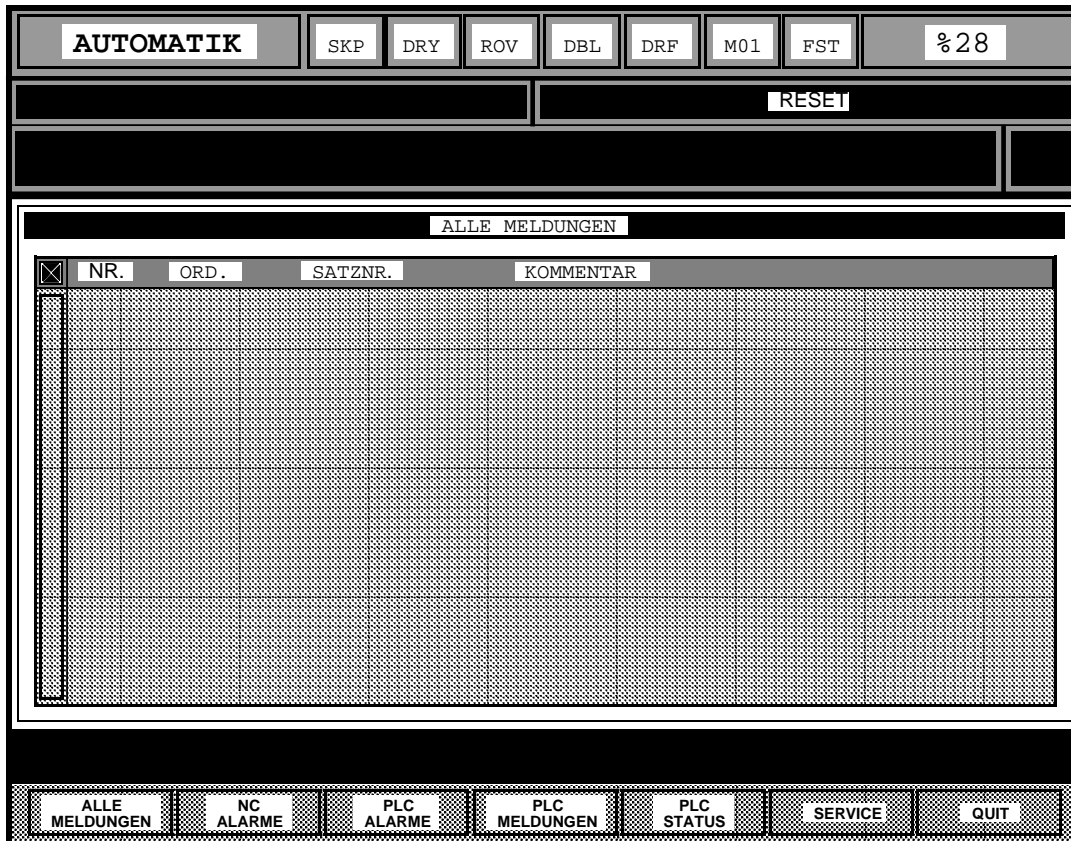 AUTOMATIK SKP DRY ROV DBL DRF M01 FST %28
RESET
ALLE MELDUNGEN
NR. ORD. SATZNR. KOMMENTAR
ALLE MELDUNGEN NC ALARME PLC ALARME PLC MELDUNGEN PLC STATUS SERVICE QUIT